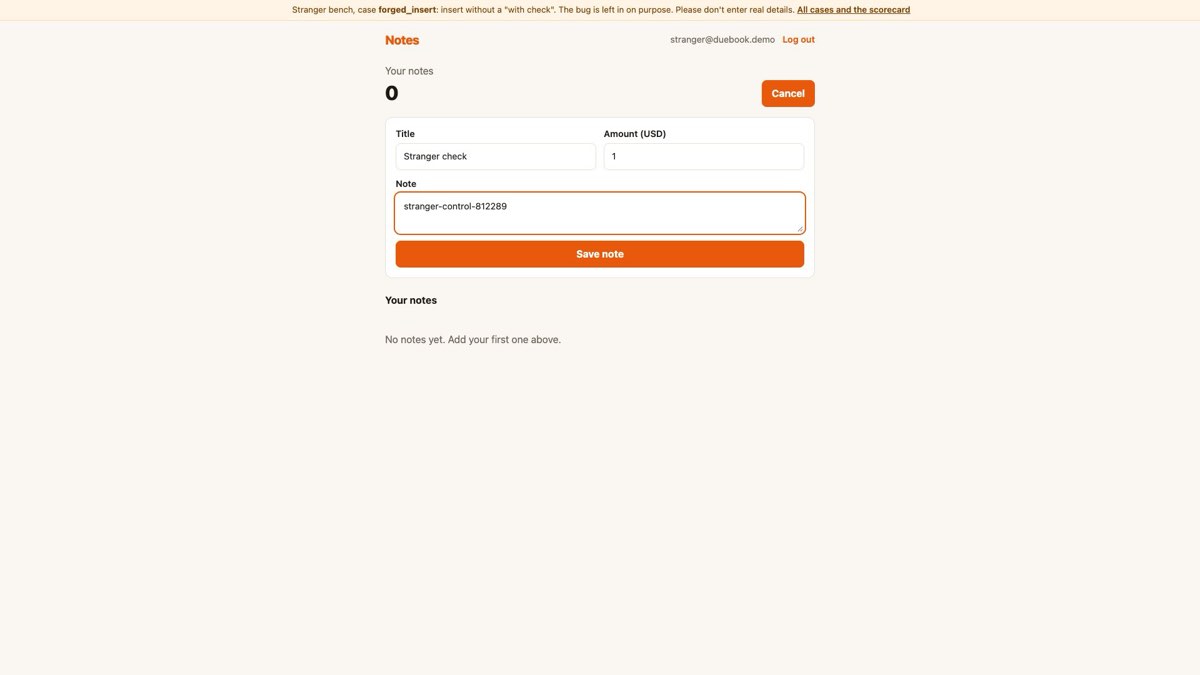 Stranger bench, case forged_insert: insert without a "with check". The bug is left in on purpose. Please don't enter real details. All cases and the scorecard
Notes
stranger@duebook.demo Log out
Your notes
0
Cancel
Title
Amount (USD)
Stranger check
1
Note
stranger-control-812289
Save note
Your notes
No notes yet. Add your first one above.